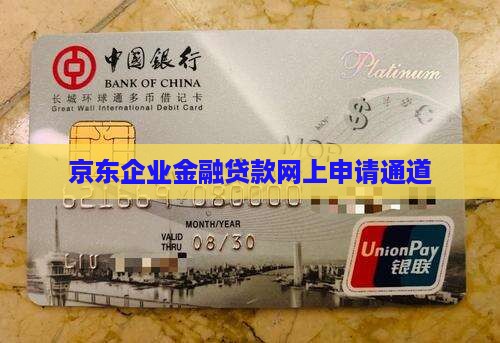 中国银行
BANK OF CHINA
Platinum
长城环球通多币借记卡
Great Wall International Debit Card
MOP
京东企业金融贷款网上申请通道
MONTH/YEAR
VALID THRU 08/30
UnionPay
银联